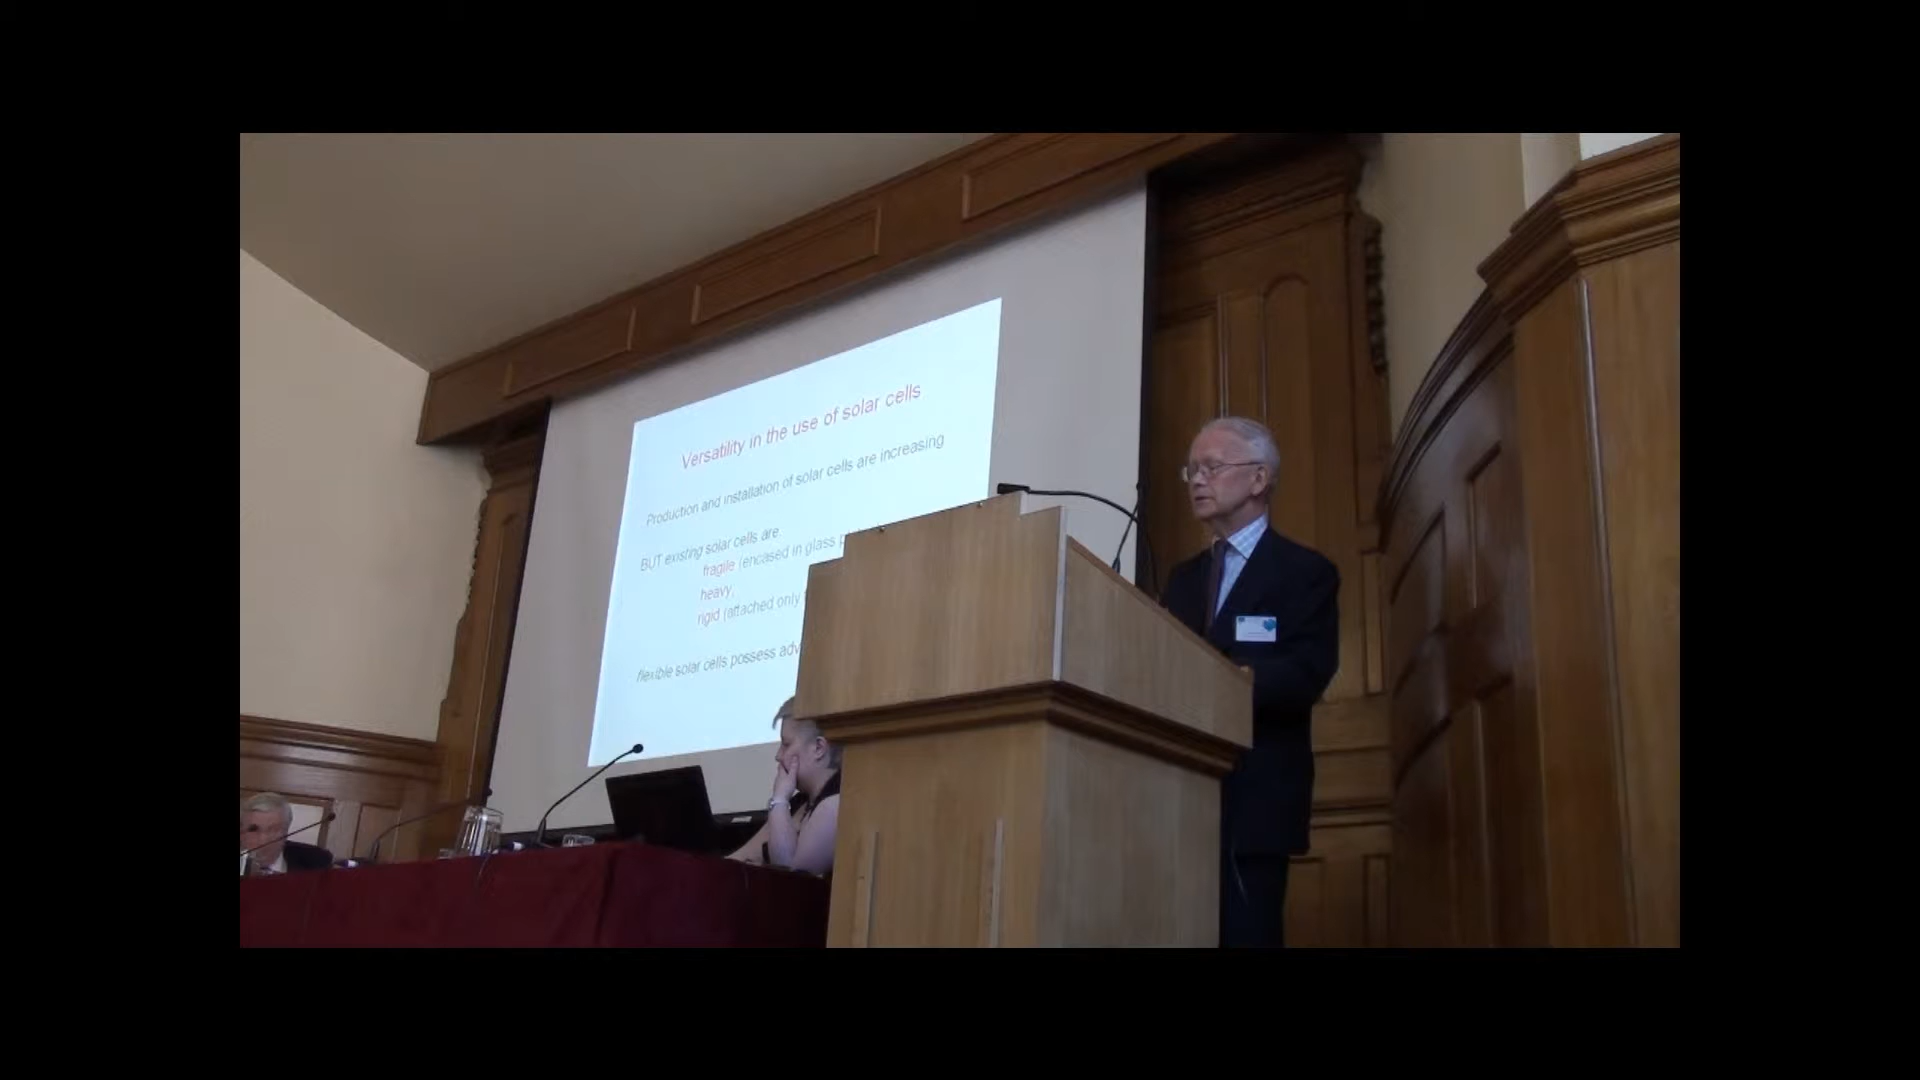 Versatility in the use of solar cells
Production and installation of solar cells are increasing
BUT existing solar cells are:
fragile (encased in glass
heavy,
rigid (attached only
flexible solar cells possess